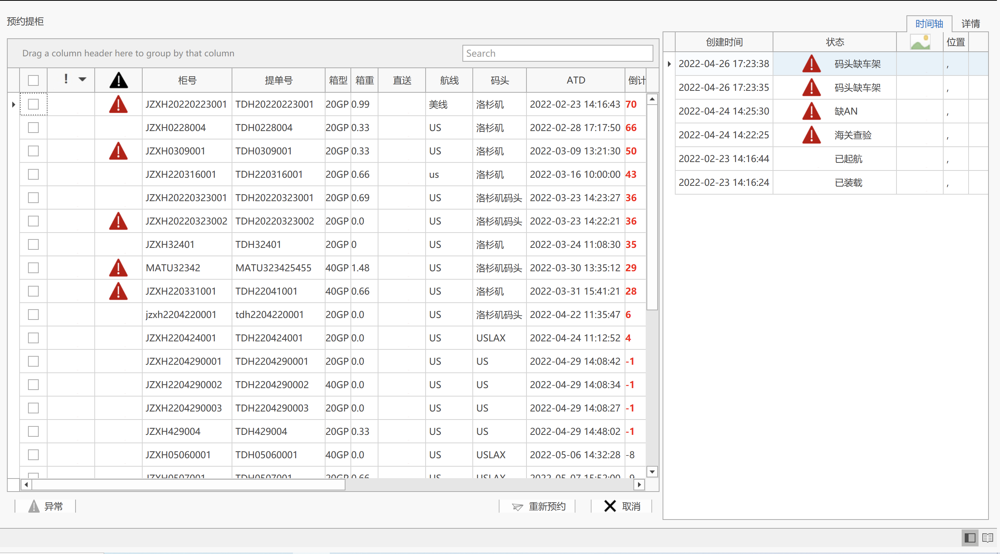 预约提柜
时间轴 详情
Drag a column header here to group by that column Search
! 柜号 提单号 箱型 箱重 直送 航线 码头 ATD 倒计
JZXH20220223001 TDH20220223001 20GP 0.99 美线 洛杉矶 2022-02-23 14:16:43 70
JZXH0228004 TDH0228004 20GP 0.33 US 洛杉矶 2022-02-28 17:17:50 66
JZXH0309001 TDH0309001 20GP 0.33 US 洛杉矶 2022-03-09 13:21:30 50
JZXH220316001 TDH220316001 20GP 0.66 us 洛杉矶 2022-03-16 10:00:00 43
JZXH20220323001 TDH20220323001 20GP 0.69 US 洛杉矶码头 2022-03-23 14:23:27 36
JZXH20220323002 TDH20220323002 20GP 0.0 US 洛杉矶码头 2022-03-23 14:22:21 36
JZXH32401 TDH32401 20GP 0 US 洛杉矶 2022-03-24 11:08:30 35
MATU32342 MATU323425455 40GP 1.48 US 洛杉矶码头 2022-03-30 13:35:12 29
JZXH220331001 TDH22041001 40GP 0.66 US 洛杉矶 2022-03-31 15:41:21 28
jzxh2204220001 tdh2204220001 20GP 0.0 US 洛杉矶码头 2022-04-22 11:35:47 6
JZXH220424001 TDH220424001 20GP 0.0 US USLAX 2022-04-24 11:12:52 4
JZXH2204290001 TDH2204290001 20GP 0.0 US US 2022-04-29 14:08:42 -1
JZXH2204290002 TDH2204290002 40GP 0.0 US US 2022-04-29 14:08:34 -1
JZXH2204290003 TDH2204290003 20GP 0.0 US US 2022-04-29 14:08:27 -1
JZXH429004 TDH429004 20GP 0.33 US US 2022-04-29 14:48:02 -1
JZXH05060001 TDH05060001 40GP 0.0 US USLAX 2022-05-06 14:32:28 -8
JZXH0507001 TDH0507001 20GP 0.66 US USLAX 2022-05-07 15:52:00 -9
异常 重新预约 取消
创建时间 状态 位置
2022-04-26 17:23:38 码头缺车架 ,
2022-04-26 17:23:35 码头缺车架 ,
2022-04-24 14:25:30 缺AN ,
2022-04-24 14:22:25 海关查验 ,
2022-02-23 14:16:44 已起航 ,
2022-02-23 14:16:24 已装载 ,